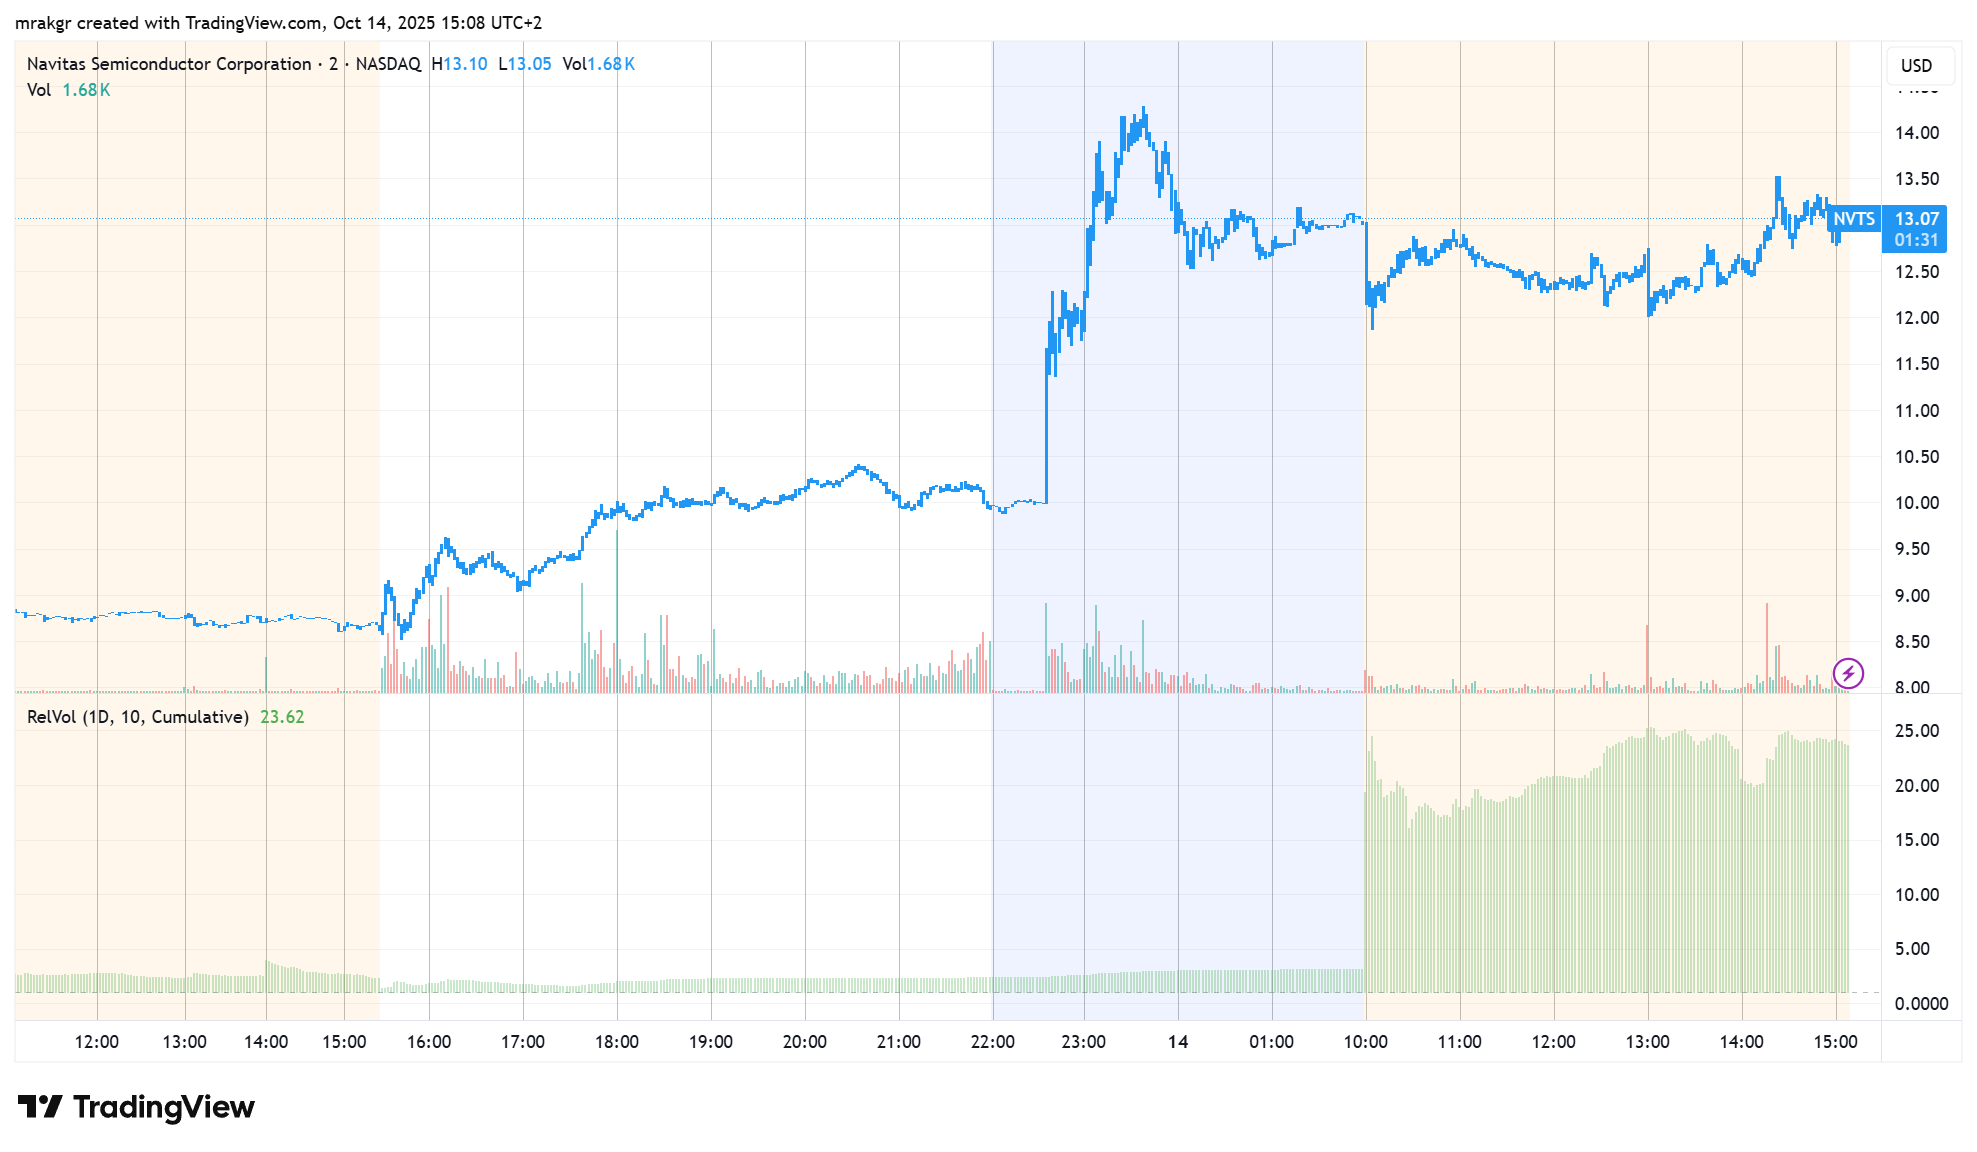 mrakgr created with TradingView.com, Oct 14, 2025 15:08 UTC+2
Navitas Semiconductor Corporation · 2 · NASDAQ H13.10 L13.05 Vol1.68K
Vol 1.68K
USD
14.00
13.50
NVTS 13.07
01:31
12.50
12.00
11.50
11.00
10.50
10.00
9.50
9.00
8.50
8.00
RelVol (1D, 10, Cumulative) 23.62
25.00
20.00
15.00
10.00
5.00
0.0000
12:00 13:00 14:00 15:00 16:00 17:00 18:00 19:00 20:00 21:00 22:00 23:00 14 01:00 10:00 11:00 12:00 13:00 14:00 15:00
TradingView